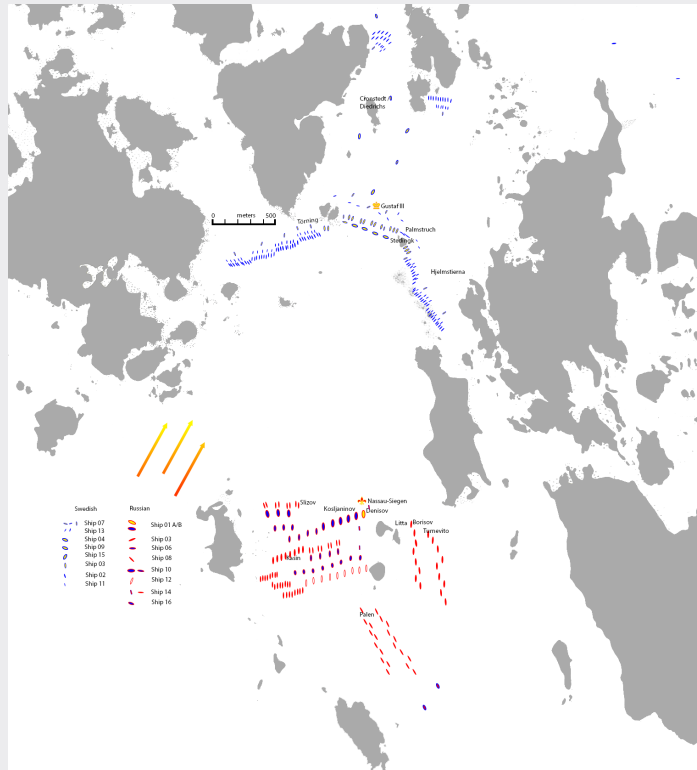 Cronstedt /
Diedrichs
Gustaf III
0 meters 500
Törning
Palmstruch
Stedingk
Hjelmstierna
Slizov
Nassau-Siegen
Kosljaninov
Denisov
Litta
Borisov
Turnevito
Palen
Swedish
Ship 07
Ship 13
Ship 04
Ship 09
Ship 15
Ship 03
Ship 02
Ship 11
Russian
Ship 01 A/B
Ship 03
Ship 06
Ship 08
Ship 10
Ship 12
Ship 14
Ship 16